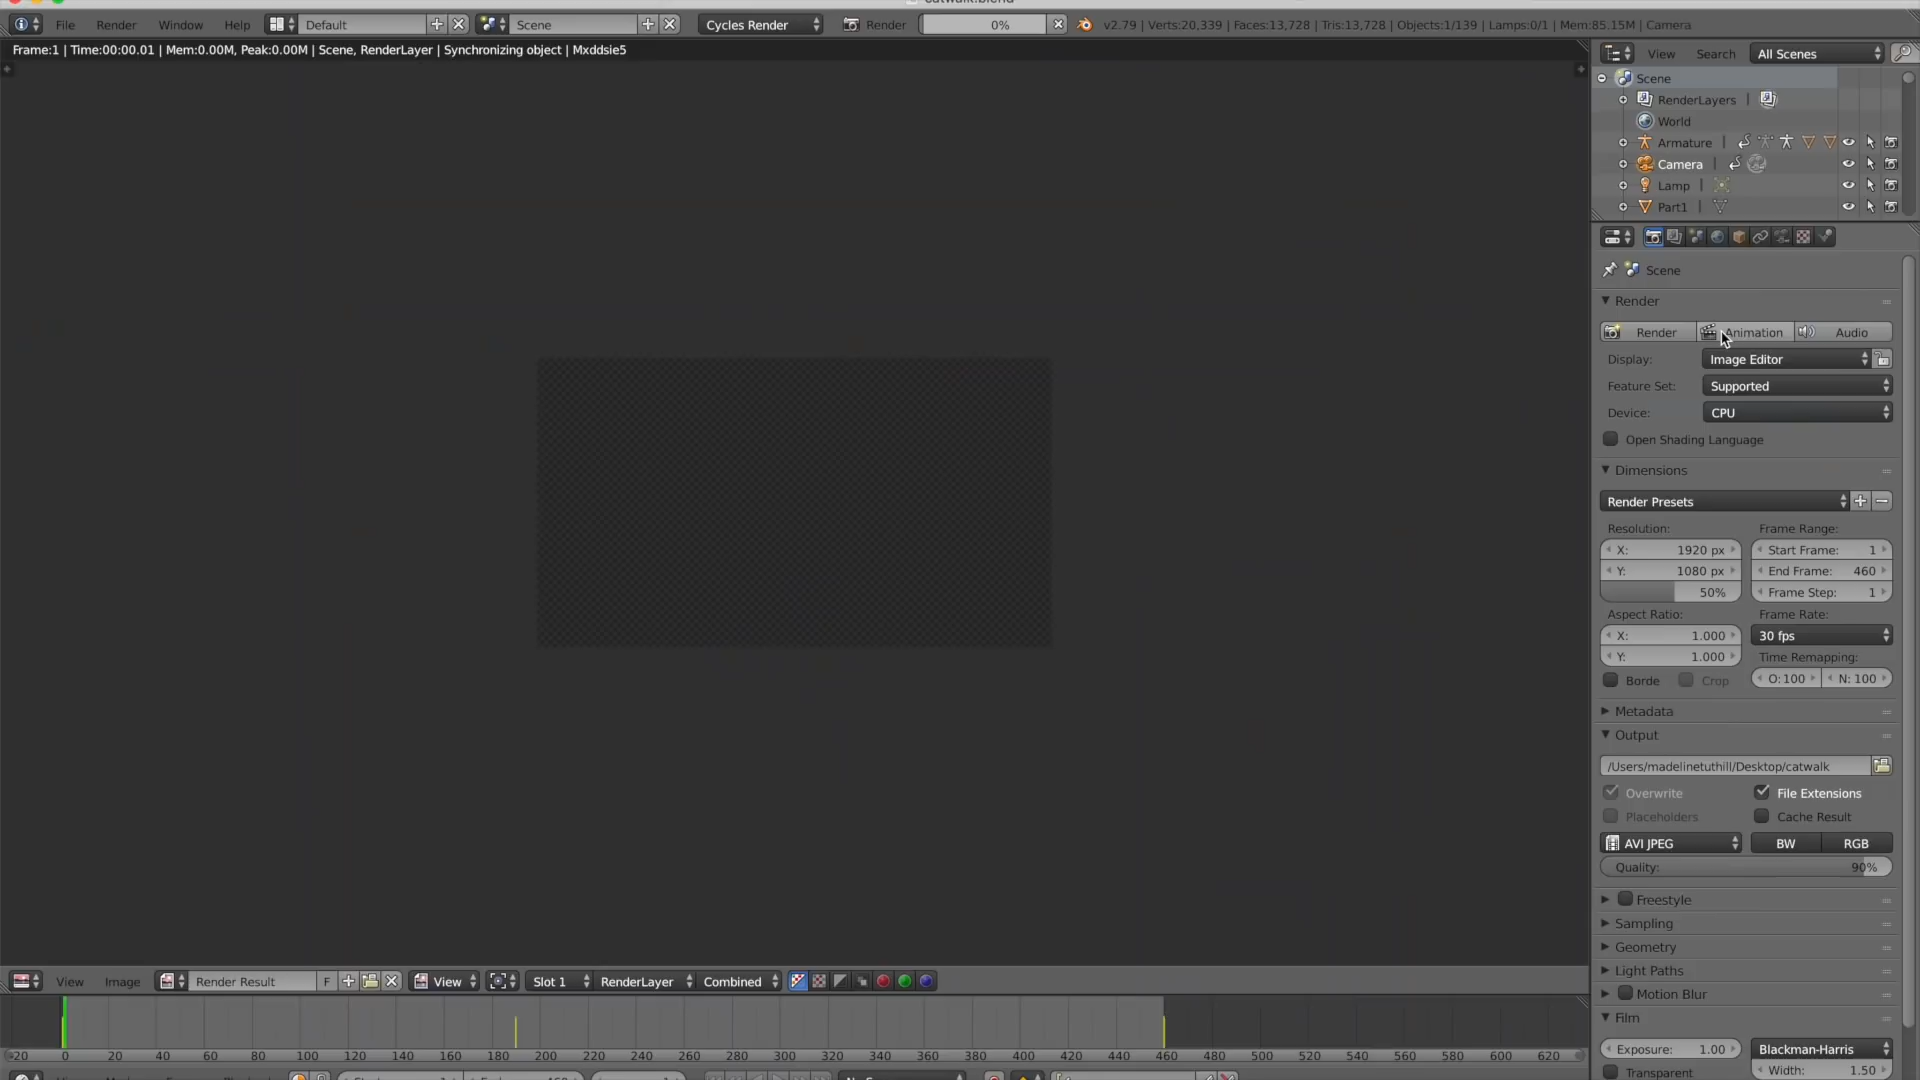 catwalk.blend
File Render Window Help Default Scene Cycles Render Render 0% v2.79 | Verts:20,339 | Faces:13,728 | Tris:13,728 | Objects:1/139 | Lamps:0/1 | Mem:85.15M | Camera
Frame:1 | Time:00:00.01 | Mem:0.00M, Peak:0.00M | Scene, RenderLayer | Synchronizing object | Mxddsie5
View Search All Scenes
Scene
RenderLayers |
World
Armature |
Camera |
Lamp |
Part1 |
Scene
Render
Render Animation Audio
Display: Image Editor
Feature Set: Supported
Device: CPU
Open Shading Language
Dimensions
Render Presets
Resolution: Frame Range:
X: 1920 px Start Frame: 1
Y: 1080 px End Frame: 460
50% Frame Step: 1
Aspect Ratio: Frame Rate:
X: 1.000 30 fps
Y: 1.000 Time Remapping:
Borde Crop O:100 N: 100
Metadata
Output
/Users/madelinetuthill/Desktop/catwalk
Overwrite File Extensions
Placeholders Cache Result
AVI JPEG BW RGB
Quality: 90%
Freestyle
Sampling
Geometry
Light Paths
Motion Blur
Film
Exposure: 1.00 Blackman-Harris
Transparent Width: 1.50
View Image Render Result F View Slot 1 RenderLayer Combined
-20 0 20 40 60 80 100 120 140 160 180 200 220 240 260 280 300 320 340 360 380 400 420 440 460 480 500 520 540 560 580 600 620